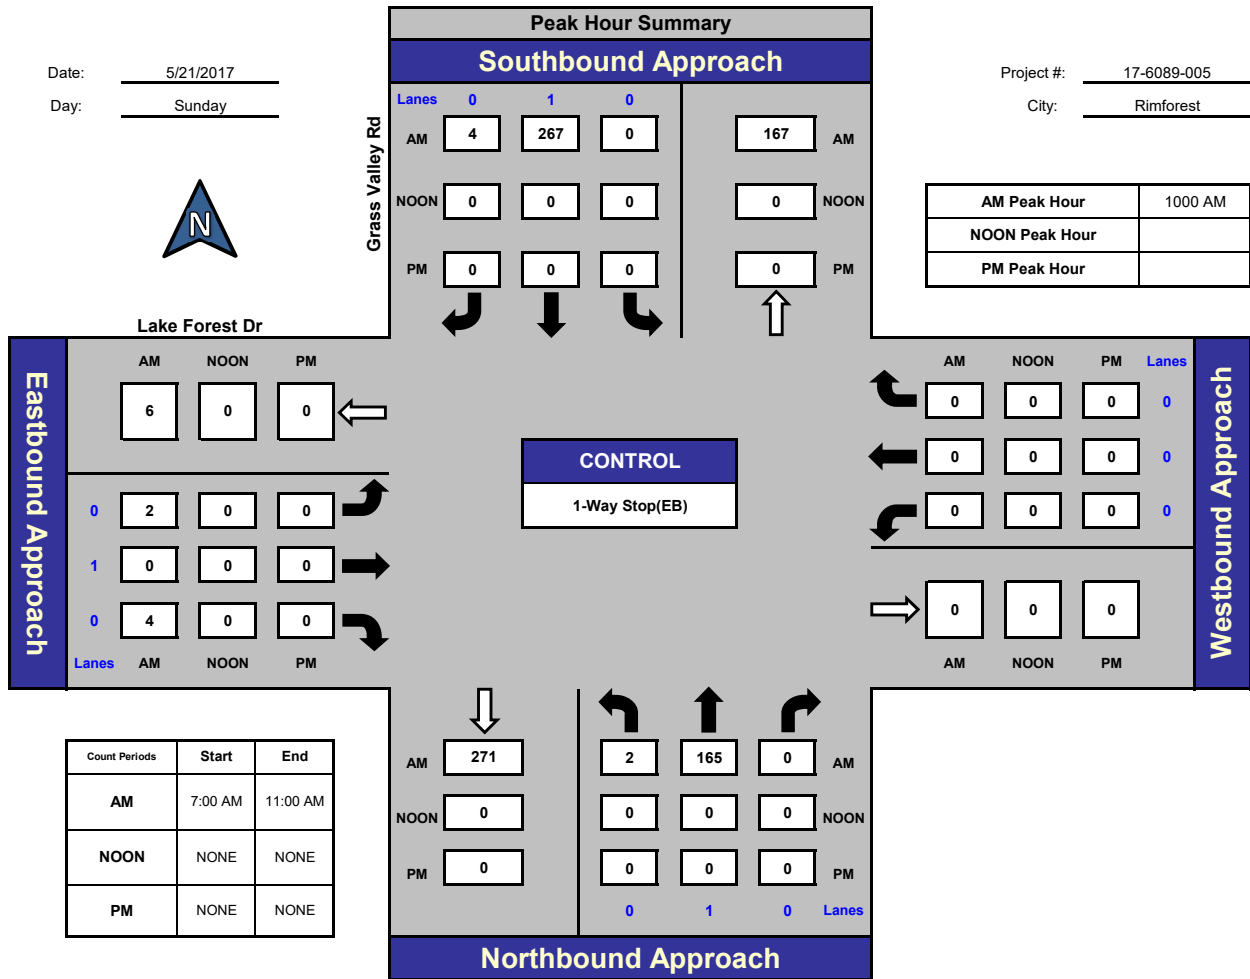 Peak Hour Summary
Southbound Approach
Date: 5/21/2017
Day: Sunday
Project #: 17-6089-005
City: Rimforest
Grass Valley Rd
Lanes 0 1 0
AM 4 267 0 167 AM
NOON 0 0 0 0 NOON
PM 0 0 0 0 PM
N
AM Peak Hour 1000 AM
NOON Peak Hour
PM Peak Hour
Lake Forest Dr
Eastbound Approach
AM NOON PM
6 0 0
0 2 0 0
1 0 0 0
0 4 0 0
Lanes AM NOON PM
CONTROL
1-Way Stop(EB)
AM NOON PM Lanes
0 0 0 0
0 0 0 0
0 0 0 0
0 0 0
AM NOON PM
Westbound Approach
Count Periods Start End
AM 7:00 AM 11:00 AM
NOON NONE NONE
PM NONE NONE
AM 271 2 165 0 AM
NOON 0 0 0 0 NOON
PM 0 0 0 0 PM
0 1 0 Lanes
Northbound Approach